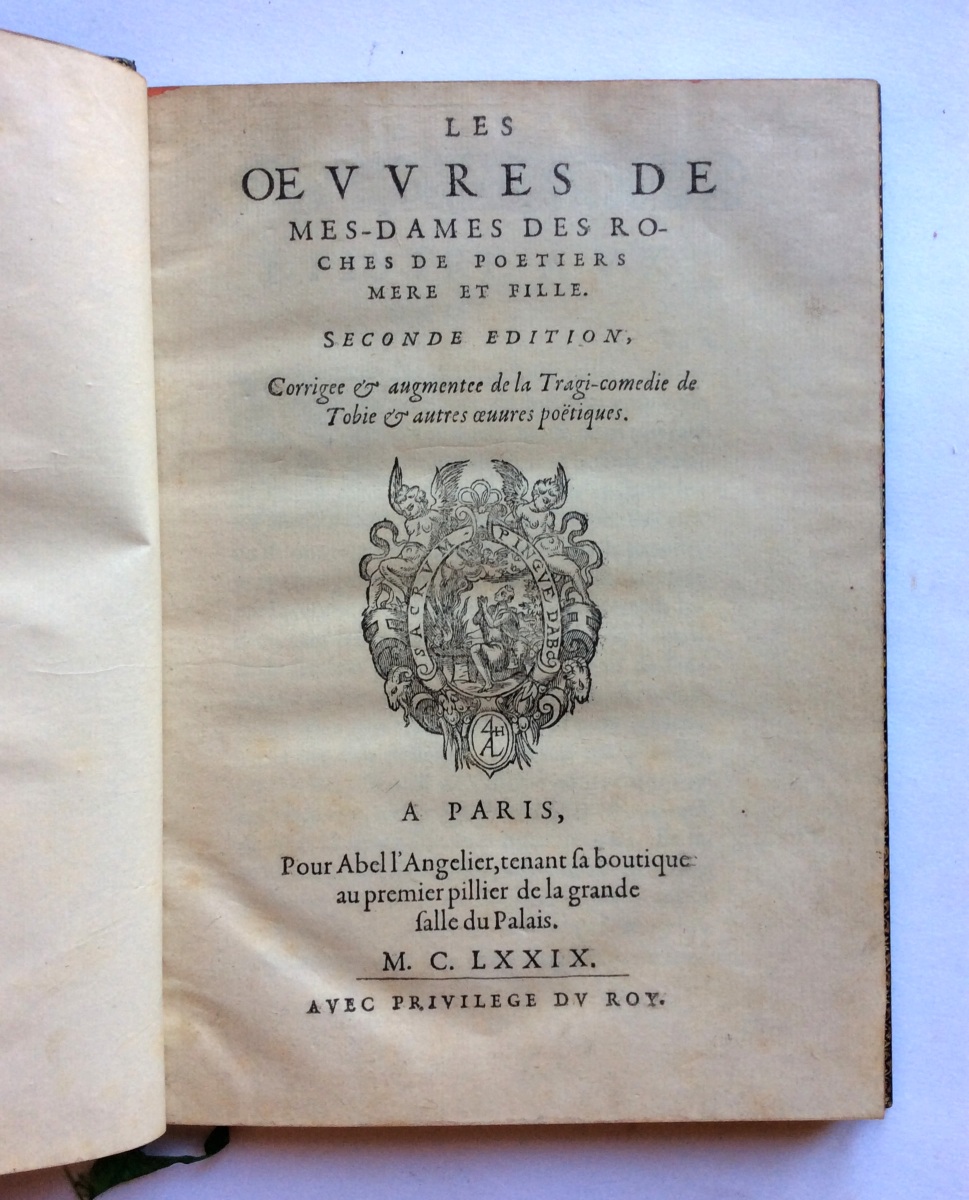 LES
OEVVRES DE
MES-DAMES DES RO-
CHES DE POETIERS
MERE ET FILLE.
SECONDE EDITION,
Corrigee & augmentee de la Tragi-comedie de
Tobie & autres œuures poëtiques.
SACRVM PINGVE DABO
AHL
A PARIS,
Pour Abel l'Angelier, tenant ſa boutique
au premier pillier de la grande
ſalle du Palais.
M. C. LXXIX.
AVEC PRIVILEGE DV ROY.